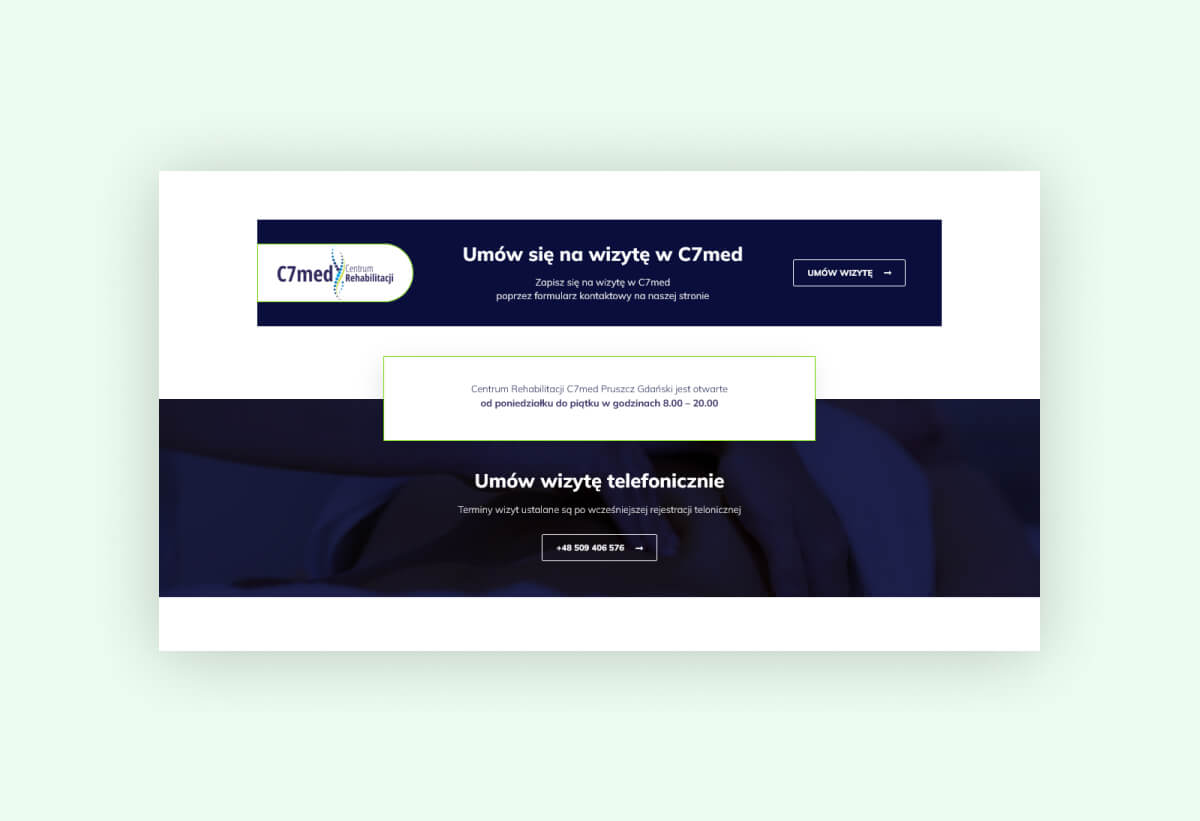 C7med
Centrum
Rehabilitacji
Umów się na wizytę w C7med
Zapisz się na wizytę w C7med
poprzez formularz kontaktowy na naszej stronie
UMÓW WIZYTĘ →
Centrum Rehabilitacji C7med Pruszcz Gdański jest otwarte
od poniedziałku do piątku w godzinach 8.00 – 20.00
Umów wizytę telefonicznie
Terminy wizyt ustalane są po wcześniejszej rejestracji telonicznej
+48 509 406 576 →